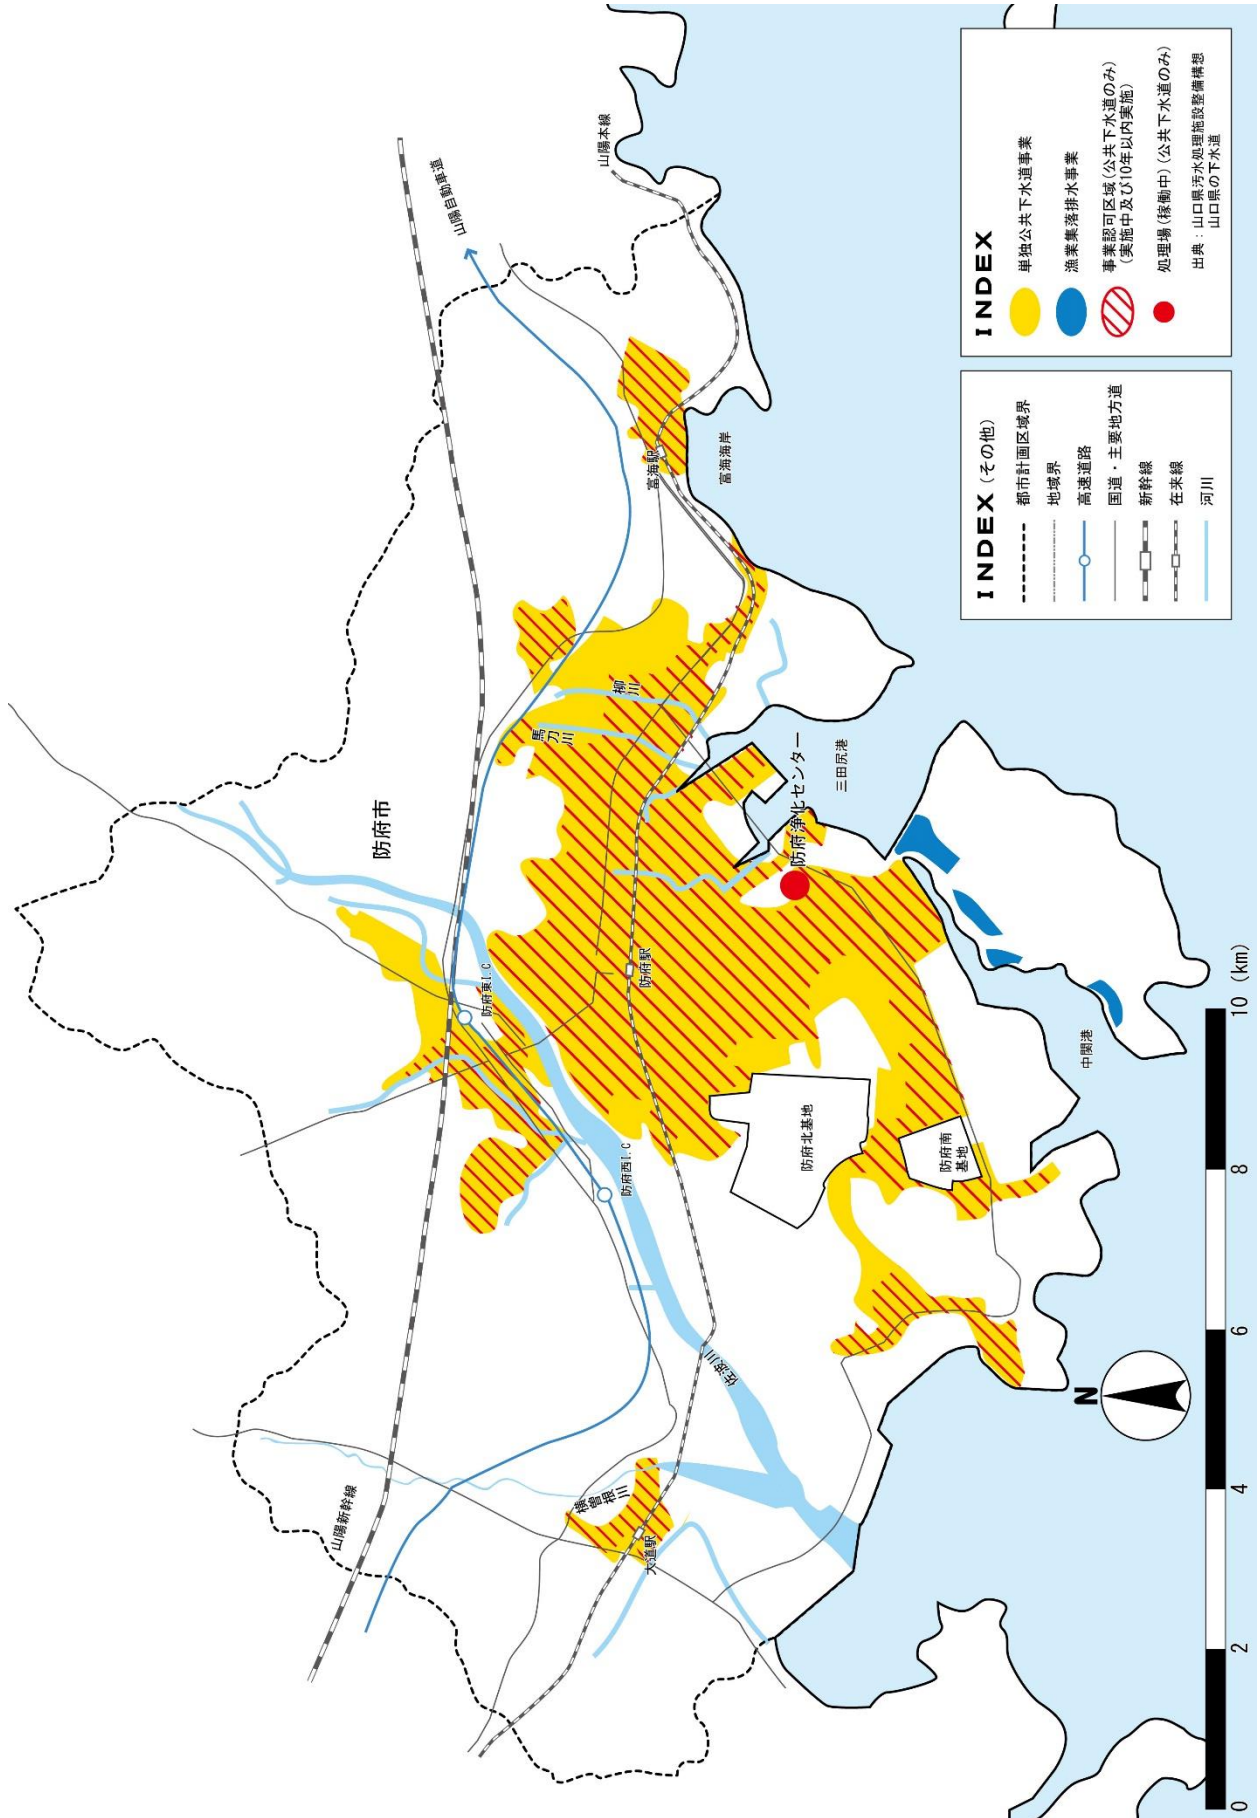 山陽新幹線
山陽自動車道
山陽本線
防府市
防府東I.C
防府西I.C
馬刀川
柳川
富海駅
富海海岸
横曽根川
大道駅
佐波川
防府駅
防府浄化センター
三田尻港
防府北基地
防府南
基地
中関港
N
0
2
4
6
8
10 (km)
INDEX (その他)
都市計画区域界
地域界
高速道路
国道・主要地方道
新幹線
在来線
河川
INDEX
単独公共下水道事業
漁業集落排水事業
事業認可区域(公共下水道のみ)
(実施中及び10年以内実施)
処理場(稼働中)(公共下水道のみ)
出典:山口県汚水処理施設整備構想
山口県の下水道